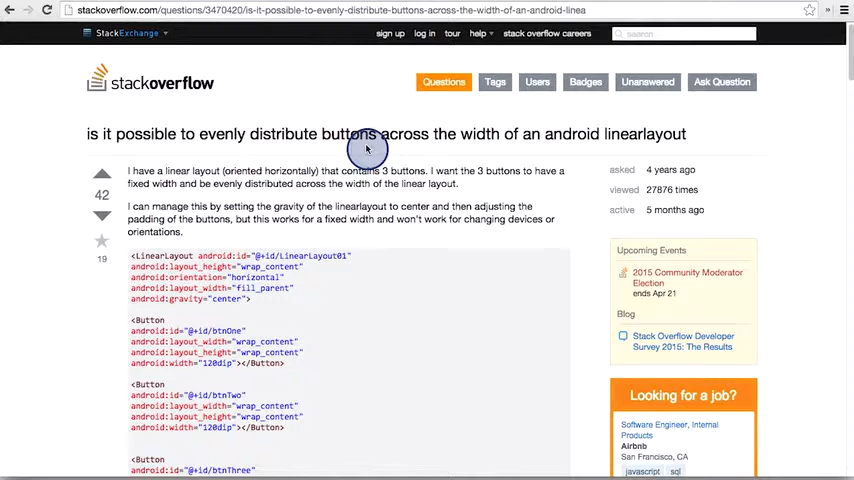 stackoverflow.com/questions/3470420/is-it-possible-to-evenly-distribute-buttons-across-the-width-of-an-android-linea
StackExchange
sign up log in tour help stack overflow careers
search
stackoverflow
Questions Tags Users Badges Unanswered Ask Question
is it possible to evenly distribute buttons across the width of an android linearlayout
42
19
I have a linear layout (oriented horizontally) that contains 3 buttons. I want the 3 buttons to have a
fixed width and be evenly distributed across the width of the linear layout.
I can manage this by setting the gravity of the linearlayout to center and then adjusting the
padding of the buttons, but this works for a fixed width and won't work for changing devices or
orientations.
<LinearLayout android:id="@+id/LinearLayout01"
android:layout_height="wrap_content"
android:orientation="horizontal"
android:layout_width="fill_parent"
android:gravity="center">
<Button
android:id="@+id/btnOne"
android:layout_width="wrap_content"
android:layout_height="wrap_content"
android:width="120dip"></Button>
<Button
android:id="@+id/btnTwo"
android:layout_width="wrap_content"
android:layout_height="wrap_content"
android:width="120dip"></Button>
<Button
android:id="@+id/btnThree"
asked 4 years ago
viewed 27876 times
active 5 months ago
Upcoming Events
2015 Community Moderator
Election
ends Apr 21
Blog
Stack Overflow Developer
Survey 2015: The Results
Looking for a job?
Software Engineer, Internal
Products
Airbnb
San Francisco, CA
javascript sql